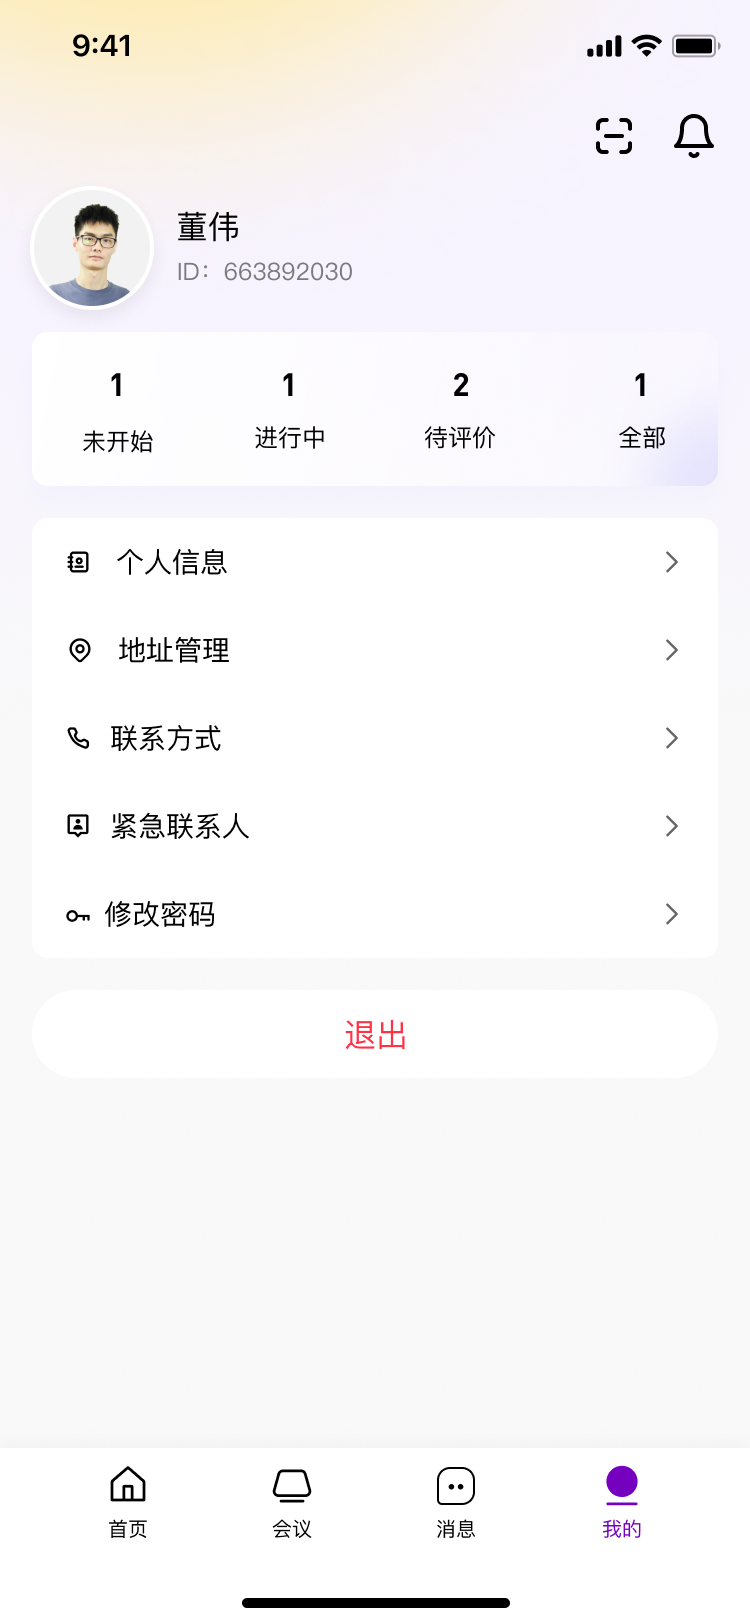 9:41
董伟
ID：663892030
1 1 2 1
未开始 进行中 待评价 全部
个人信息
地址管理
联系方式
紧急联系人
修改密码
退出
首页 会议 消息 我的